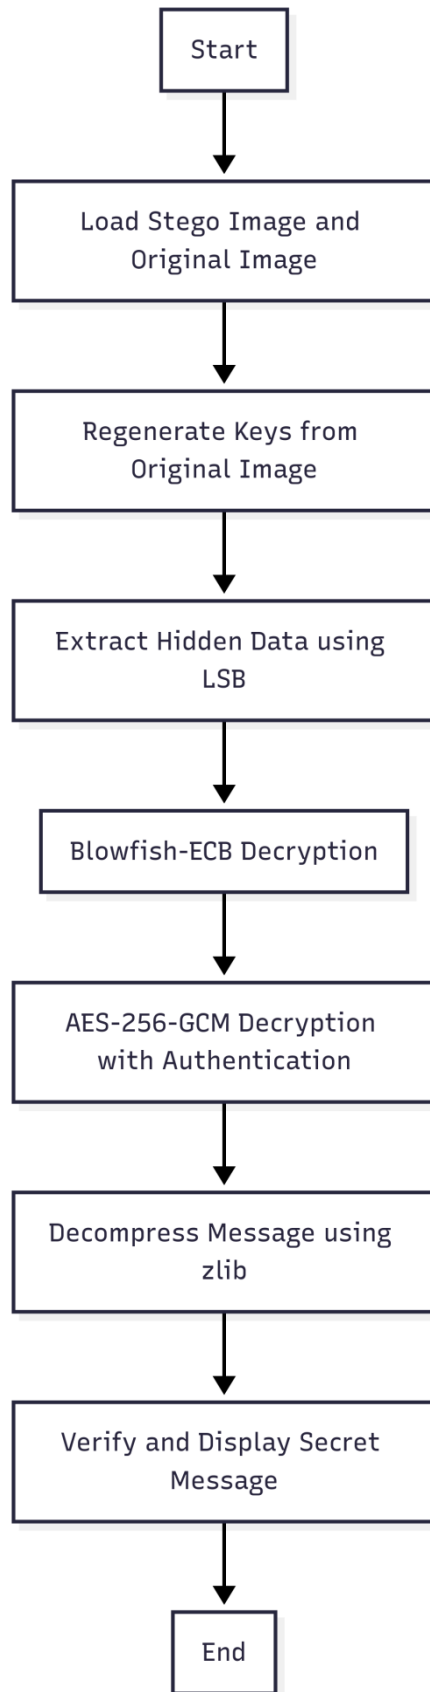 Start
Load Stego Image and
Original Image
Regenerate Keys from
Original Image
Extract Hidden Data using
LSB
Blowfish-ECB Decryption
AES-256-GCM Decryption
with Authentication
Decompress Message using
zlib
Verify and Display Secret
Message
End